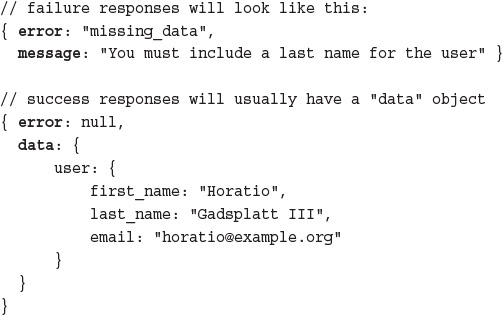 // failure responses will look like this:
{ error: "missing_data",
  message: "You must include a last name for the user" }

// success responses will usually have a "data" object
{ error: null,
  data: {
      user: {
          first_name: "Horatio",
          last_name: "Gadsplatt III",
          email: "horatio@example.org"
      }
  }
}